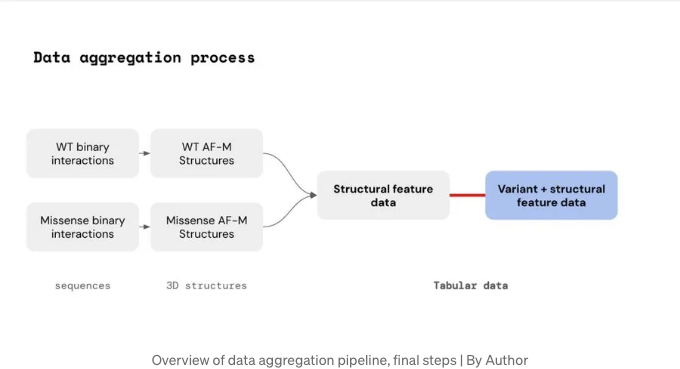 Data aggregation process
WT binary
interactions
WT AF-M
Structures
Structural feature
data
Variant + structural
feature data
Missense binary
interactions
Missense AF-M
Structures
sequences
3D structures
Tabular data
Overview of data aggregation pipeline, final steps | By Author